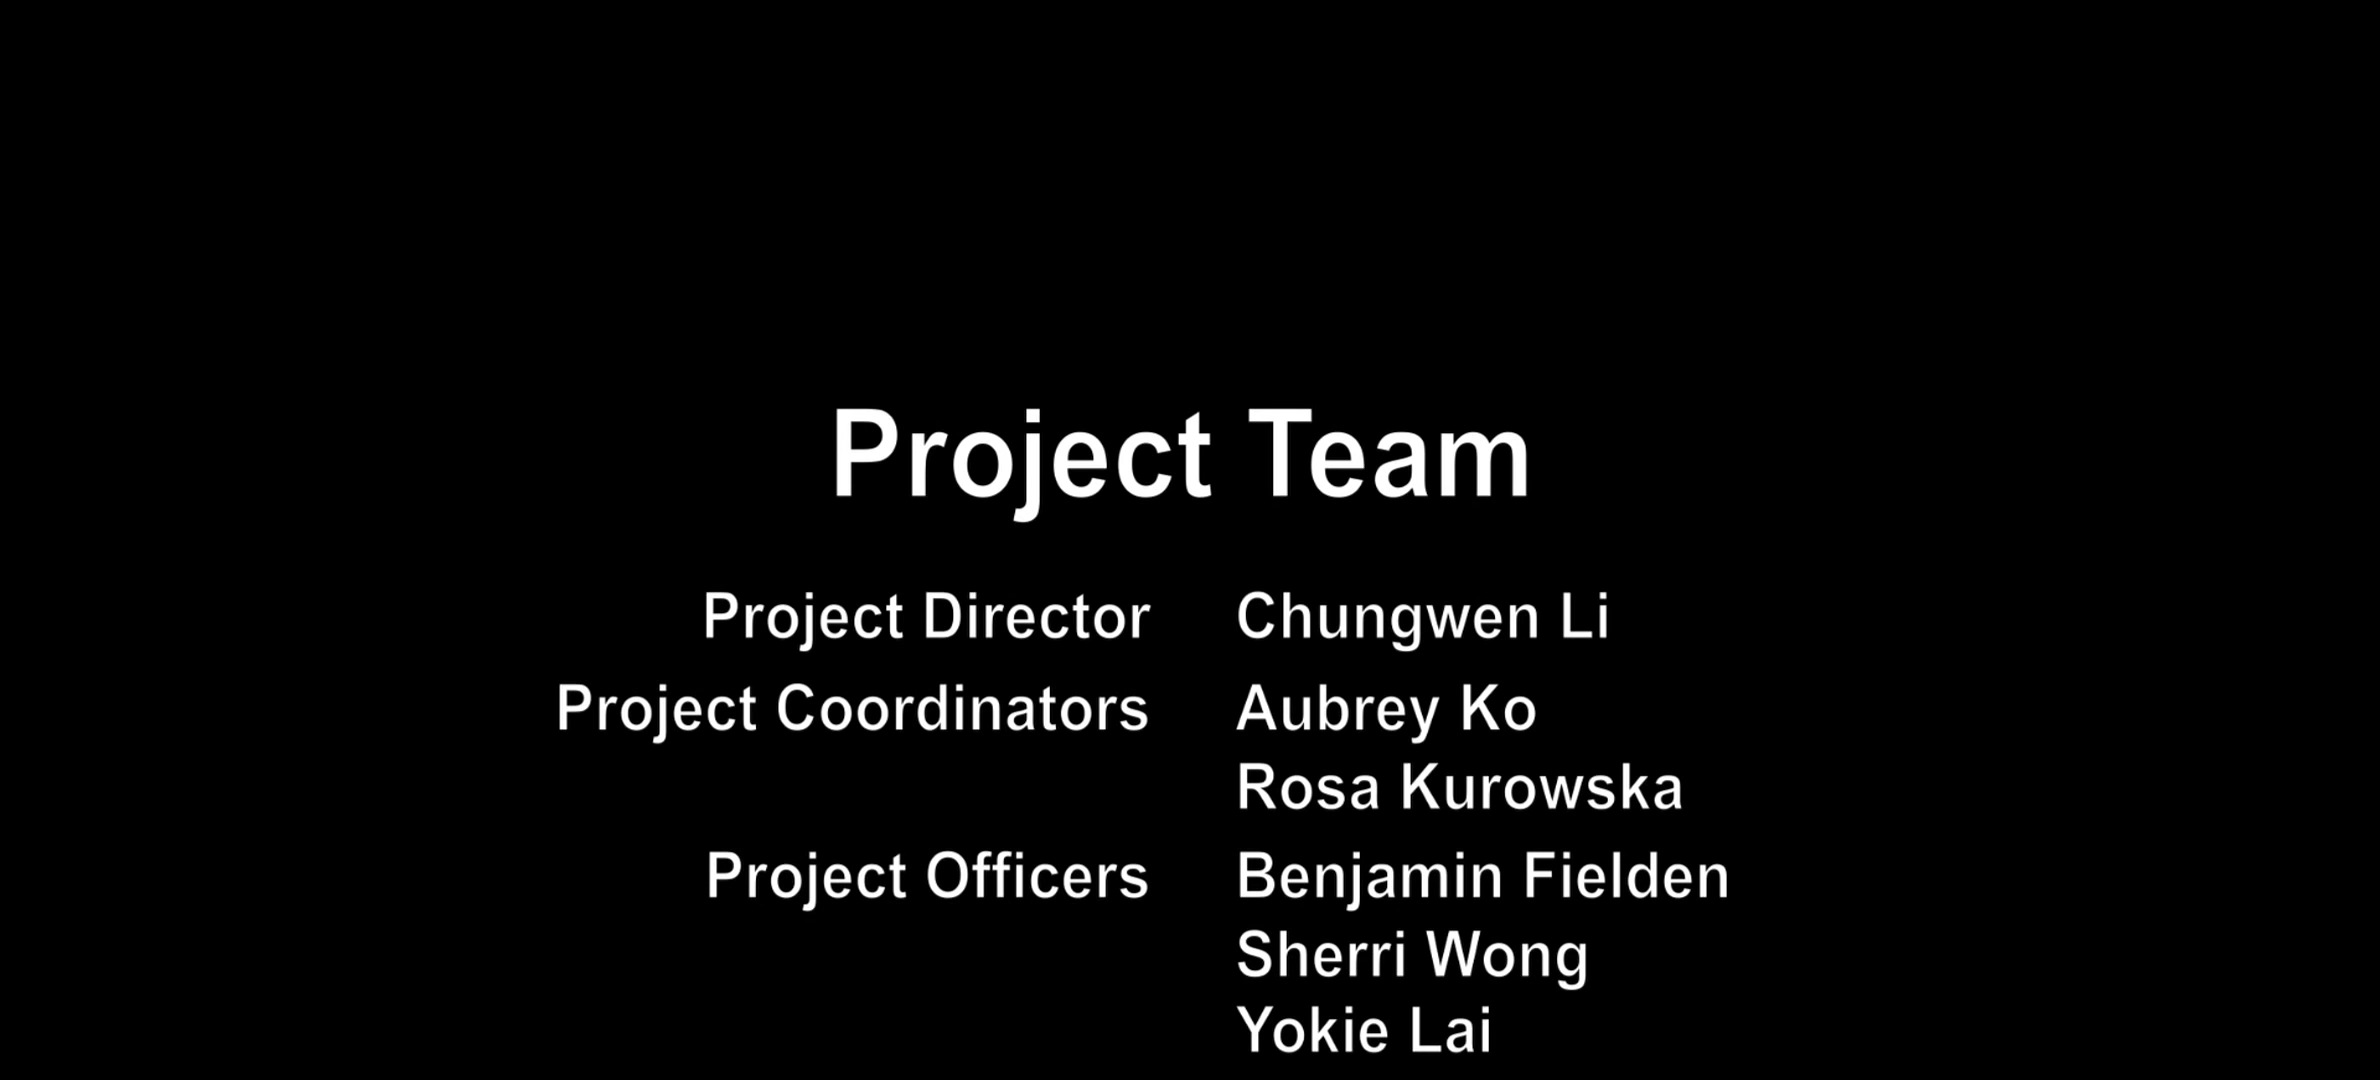 Project Team
Project Director Chungwen Li
Project Coordinators Aubrey Ko
Rosa Kurowska
Project Officers Benjamin Fielden
Sherri Wong
Yokie Lai